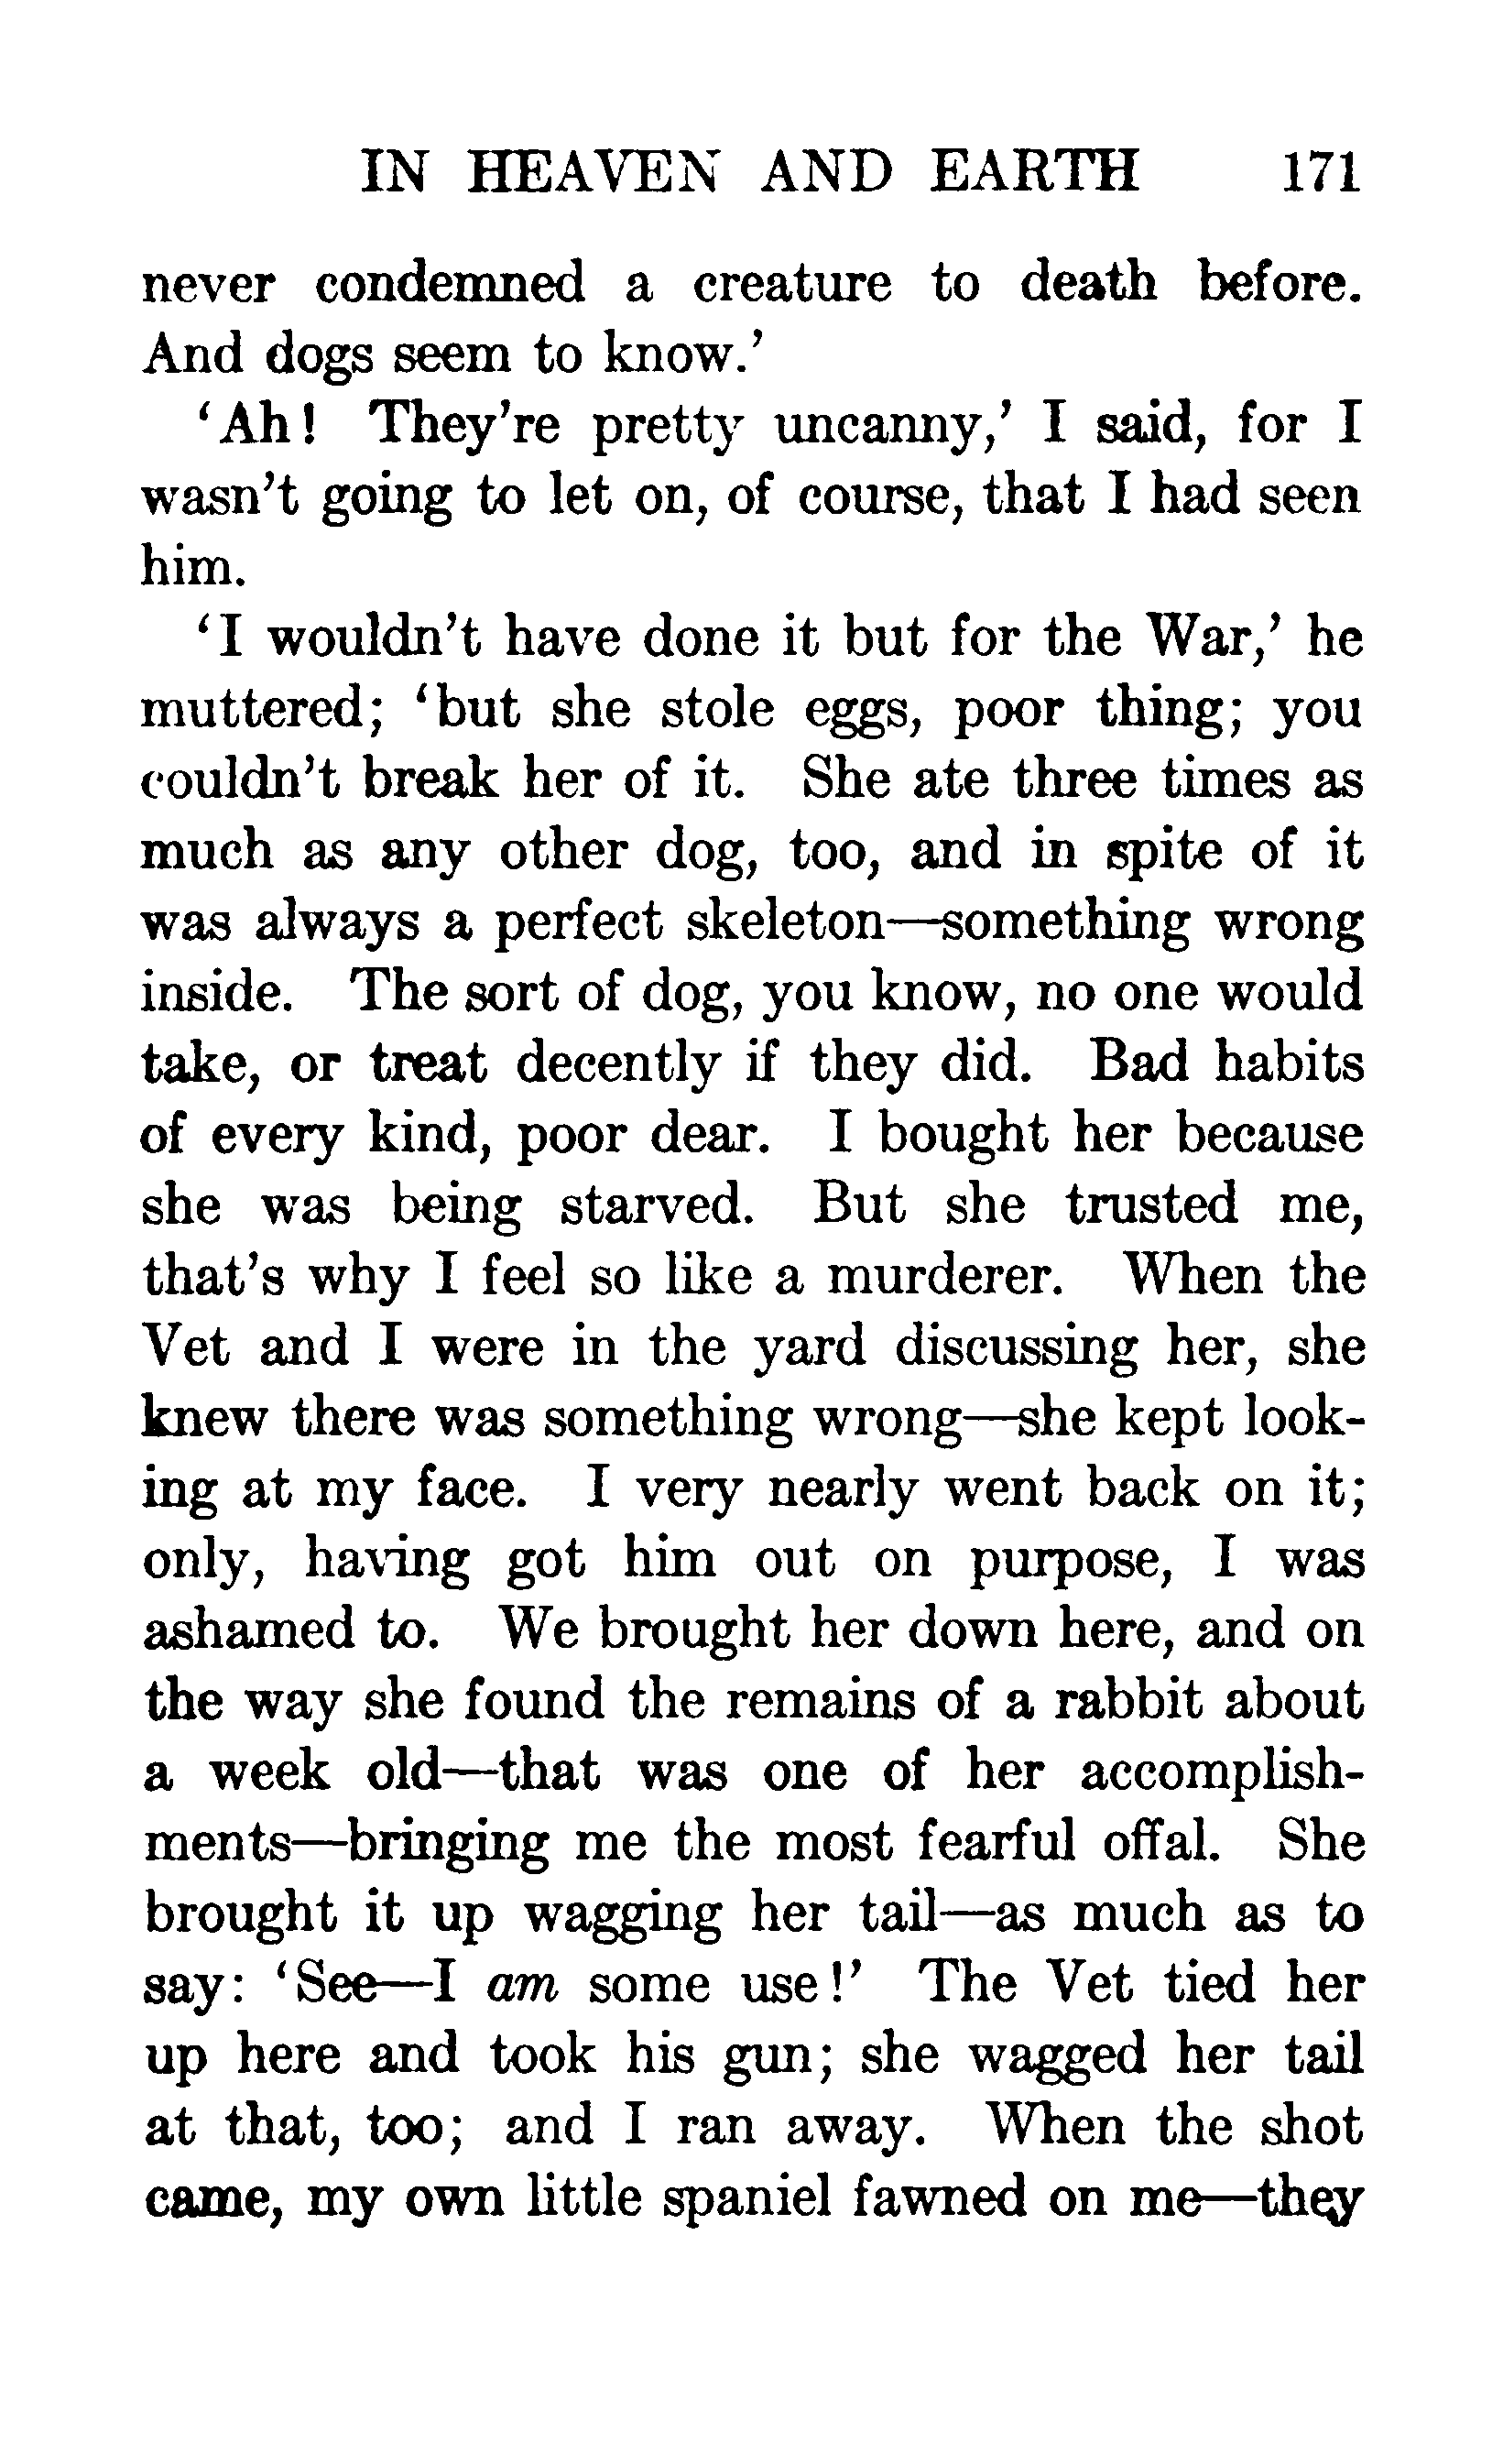 IN HEAVEN AND EARTH 171
never condemned a creature to death before.
And dogs seem to know.’
‘Ah! They’re pretty uncanny,’ I said, for I
wasn’t going to let on, of course, that I had seen
him.
‘I wouldn’t have done it but for the War,’ he
muttered; ‘but she stole eggs, poor thing; you
couldn’t break her of it. She ate three times as
much as any other dog, too, and in spite of it
was always a perfect skeleton—something wrong
inside. The sort of dog, you know, no one would
take, or treat decently if they did. Bad habits
of every kind, poor dear. I bought her because
she was being starved. But she trusted me,
that’s why I feel so like a murderer. When the
Vet and I were in the yard discussing her, she
knew there was something wrong—she kept look-
ing at my face. I very nearly went back on it;
only, having got him out on purpose, I was
ashamed to. We brought her down here, and on
the way she found the remains of a rabbit about
a week old—that was one of her accomplish-
ments—bringing me the most fearful offal. She
brought it up wagging her tail—as much as to
say: ‘See—I am some use!’ The Vet tied her
up here and took his gun; she wagged her tail
at that, too; and I ran away. When the shot
came, my own little spaniel fawned on me—they